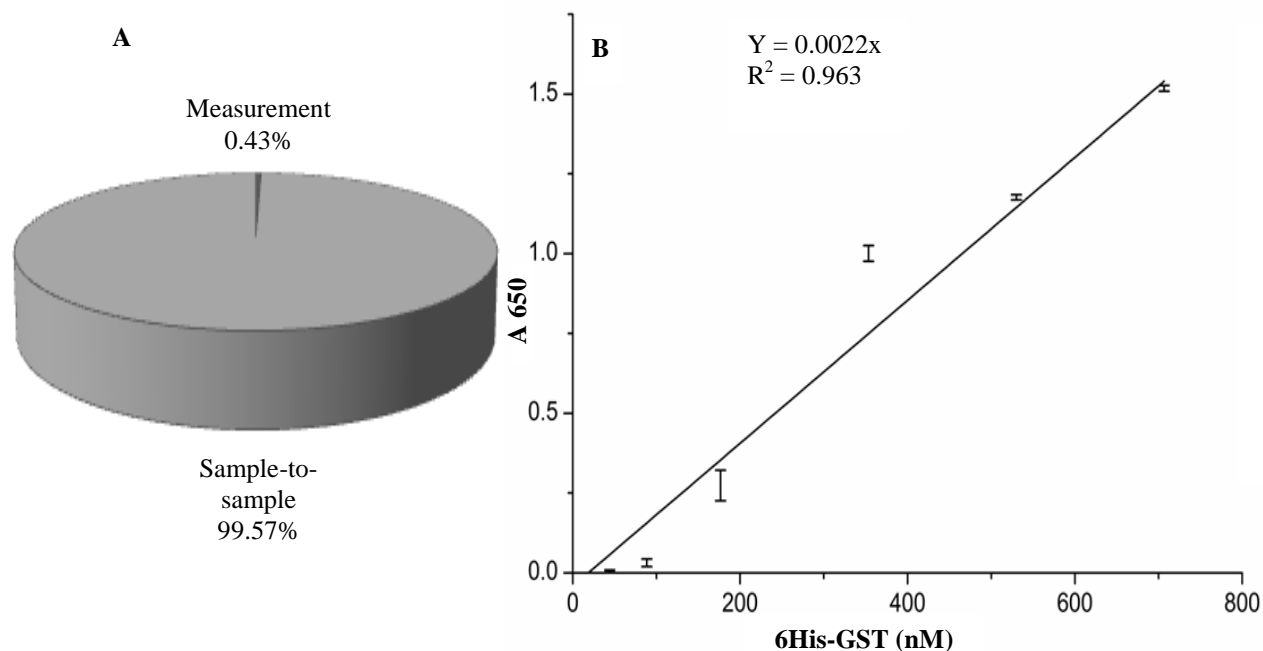 A
Measurement
0.43%
Sample-to-
sample
99.57%
B
Y = 0.0022x
R² = 0.963
A 650
1.5
1.0
0.5
0.0
0
200
400
600
800
6His-GST (nM)